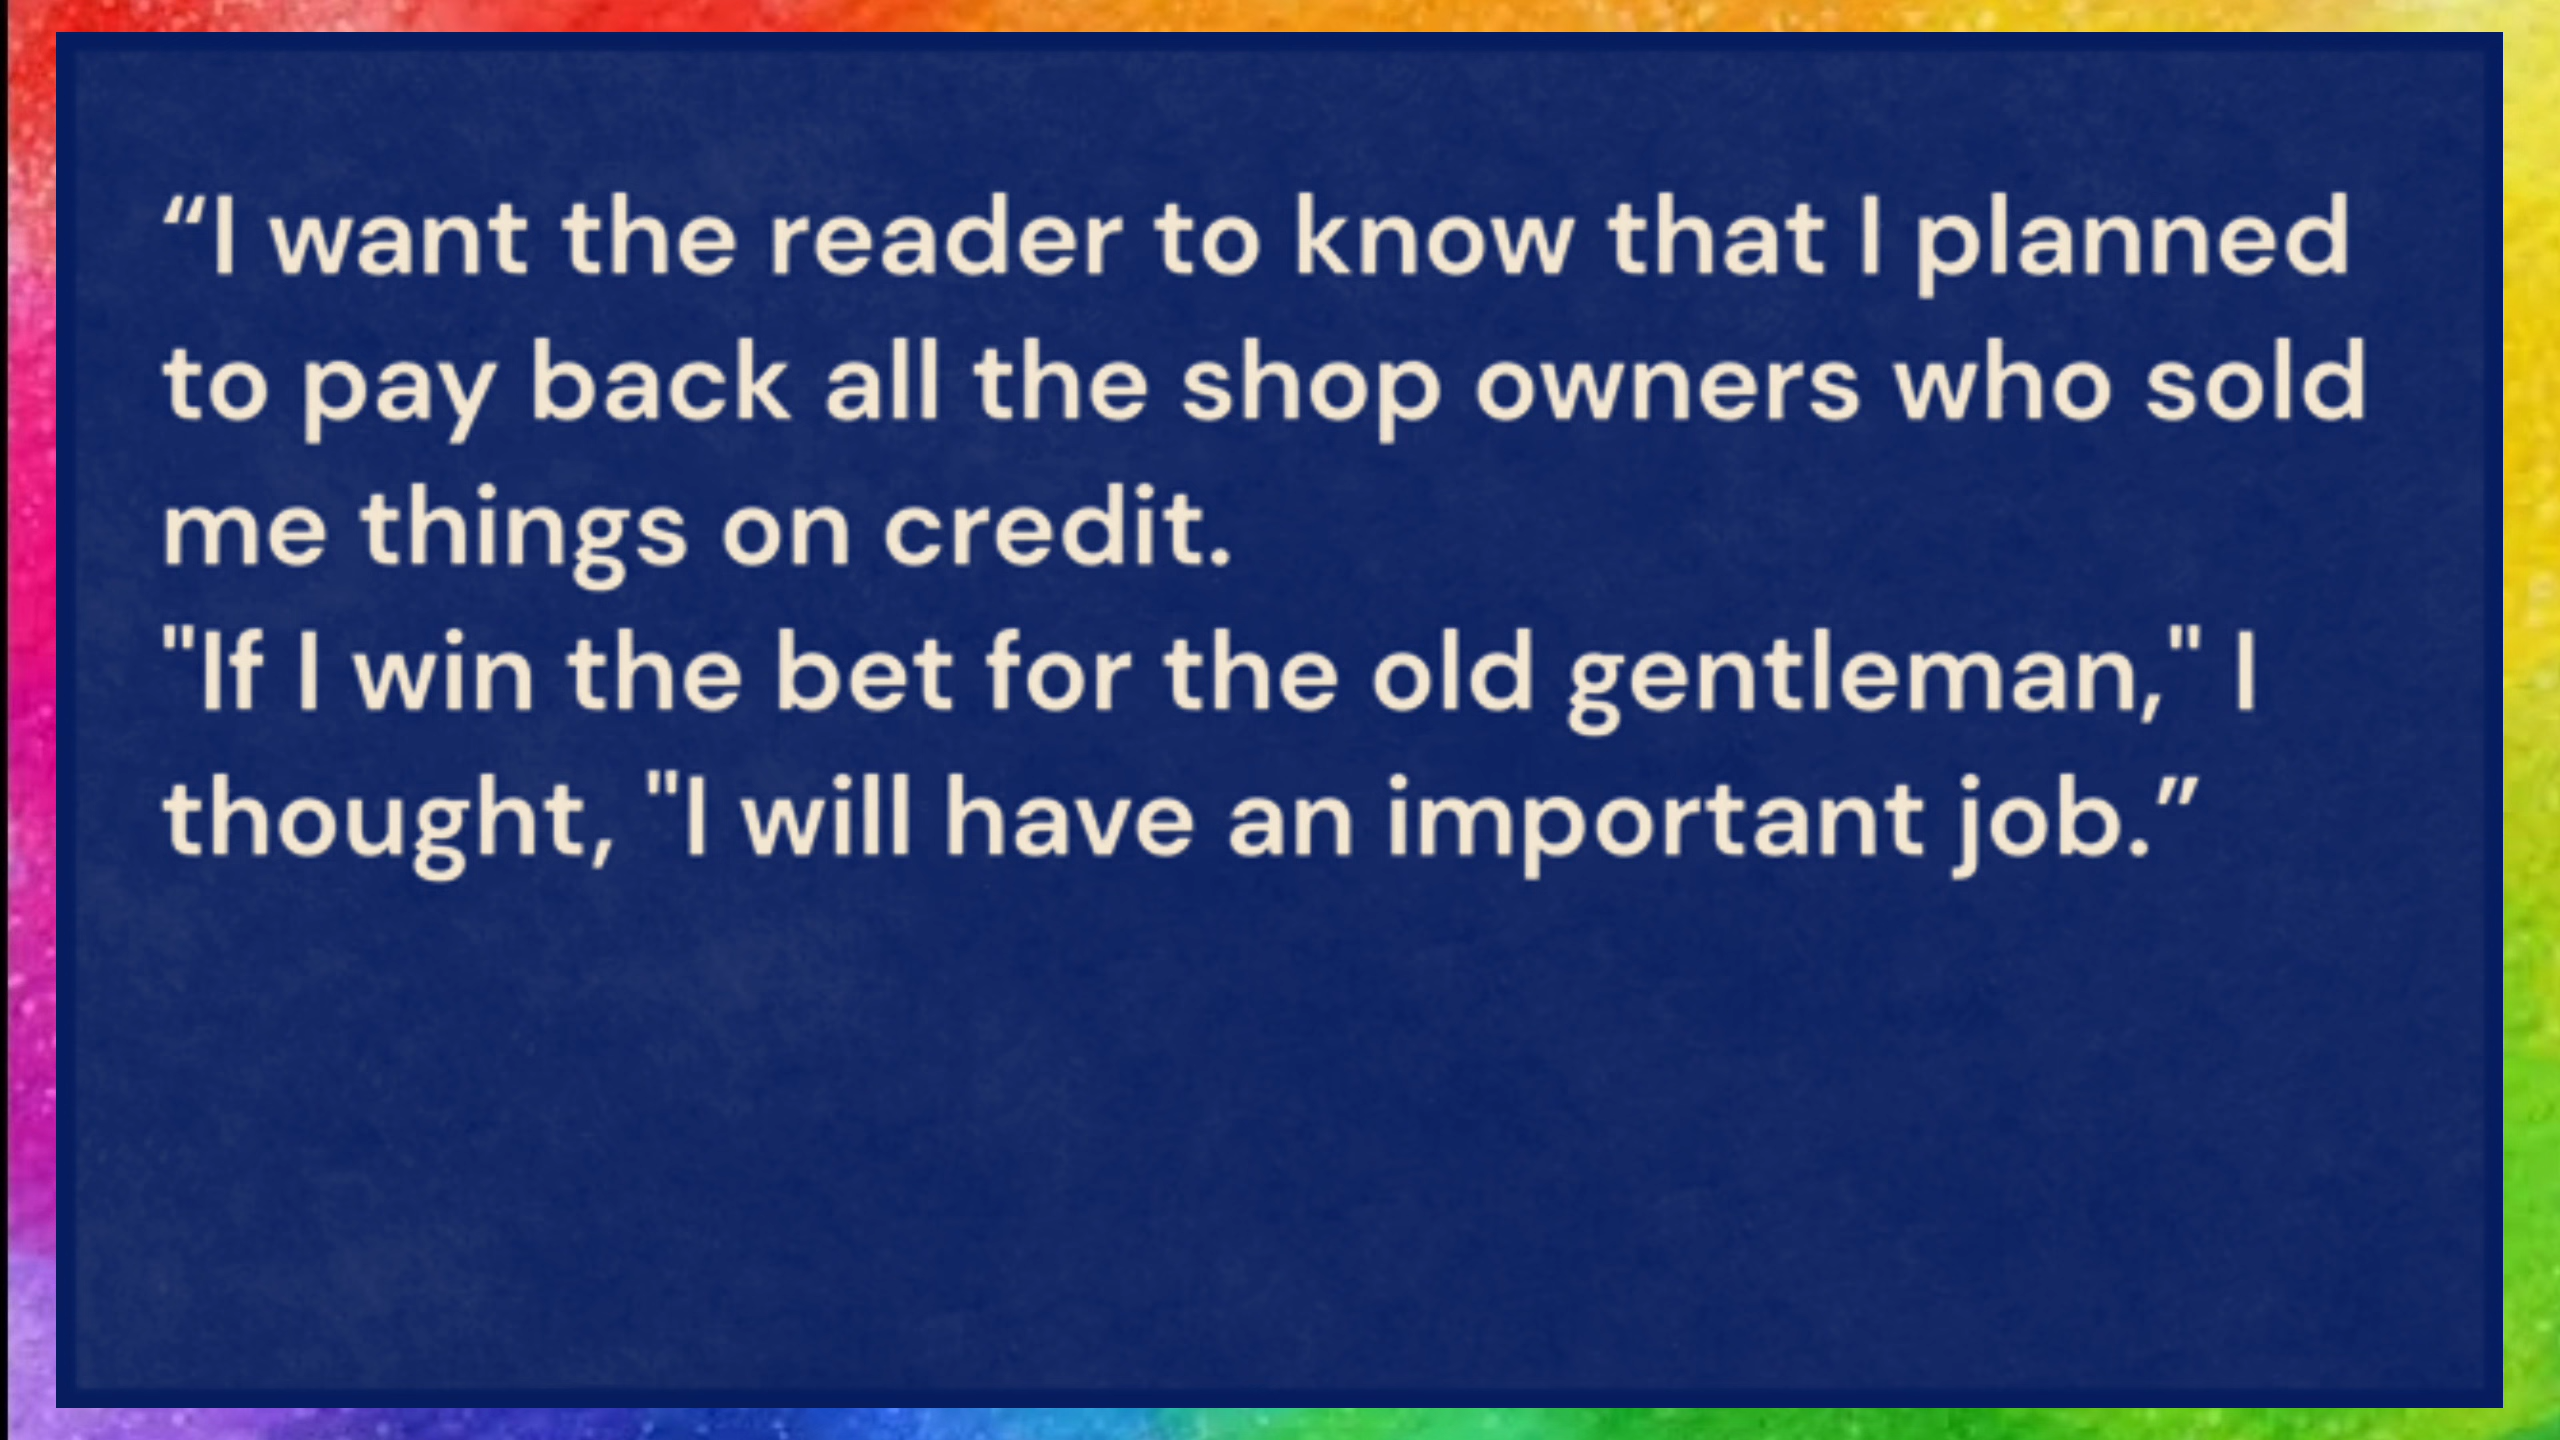 “I want the reader to know that I planned
to pay back all the shop owners who sold
me things on credit.
"If I win the bet for the old gentleman," I
thought, "I will have an important job.”